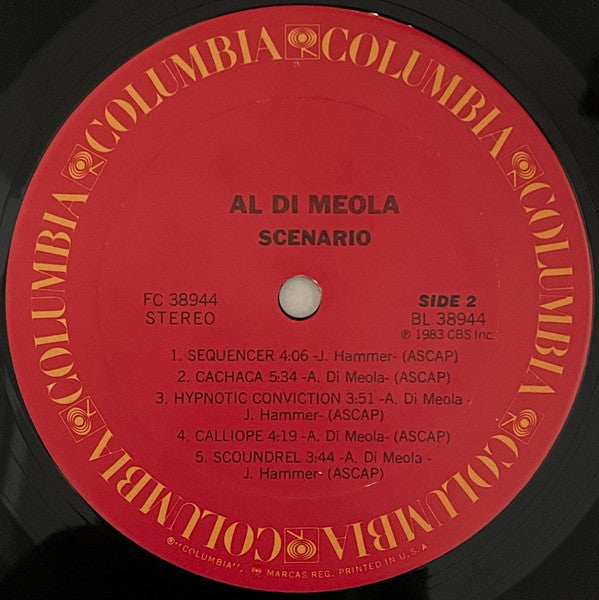 COLUMBIA COLUMBIA COLUMBIA COLUMBIA COLUMBIA COLUMBIA
AL DI MEOLA
SCENARIO
FC 38944
STEREO
SIDE 2
BL 38944
℗ 1983 CBS Inc.
1. SEQUENCER 4:06 -J. Hammer- (ASCAP)
2. CACHACA 5:34 -A. Di Meola- (ASCAP)
3. HYPNOTIC CONVICTION 3:51 -A. Di Meola -
J. Hammer- (ASCAP)
4. CALLIOPE 4:19 -A. Di Meola- (ASCAP)
5. SCOUNDREL 3:44 -A. Di Meola -
J. Hammer- (ASCAP)
®"COLUMBIA", MARCAS REG. PRINTED IN U.S.A